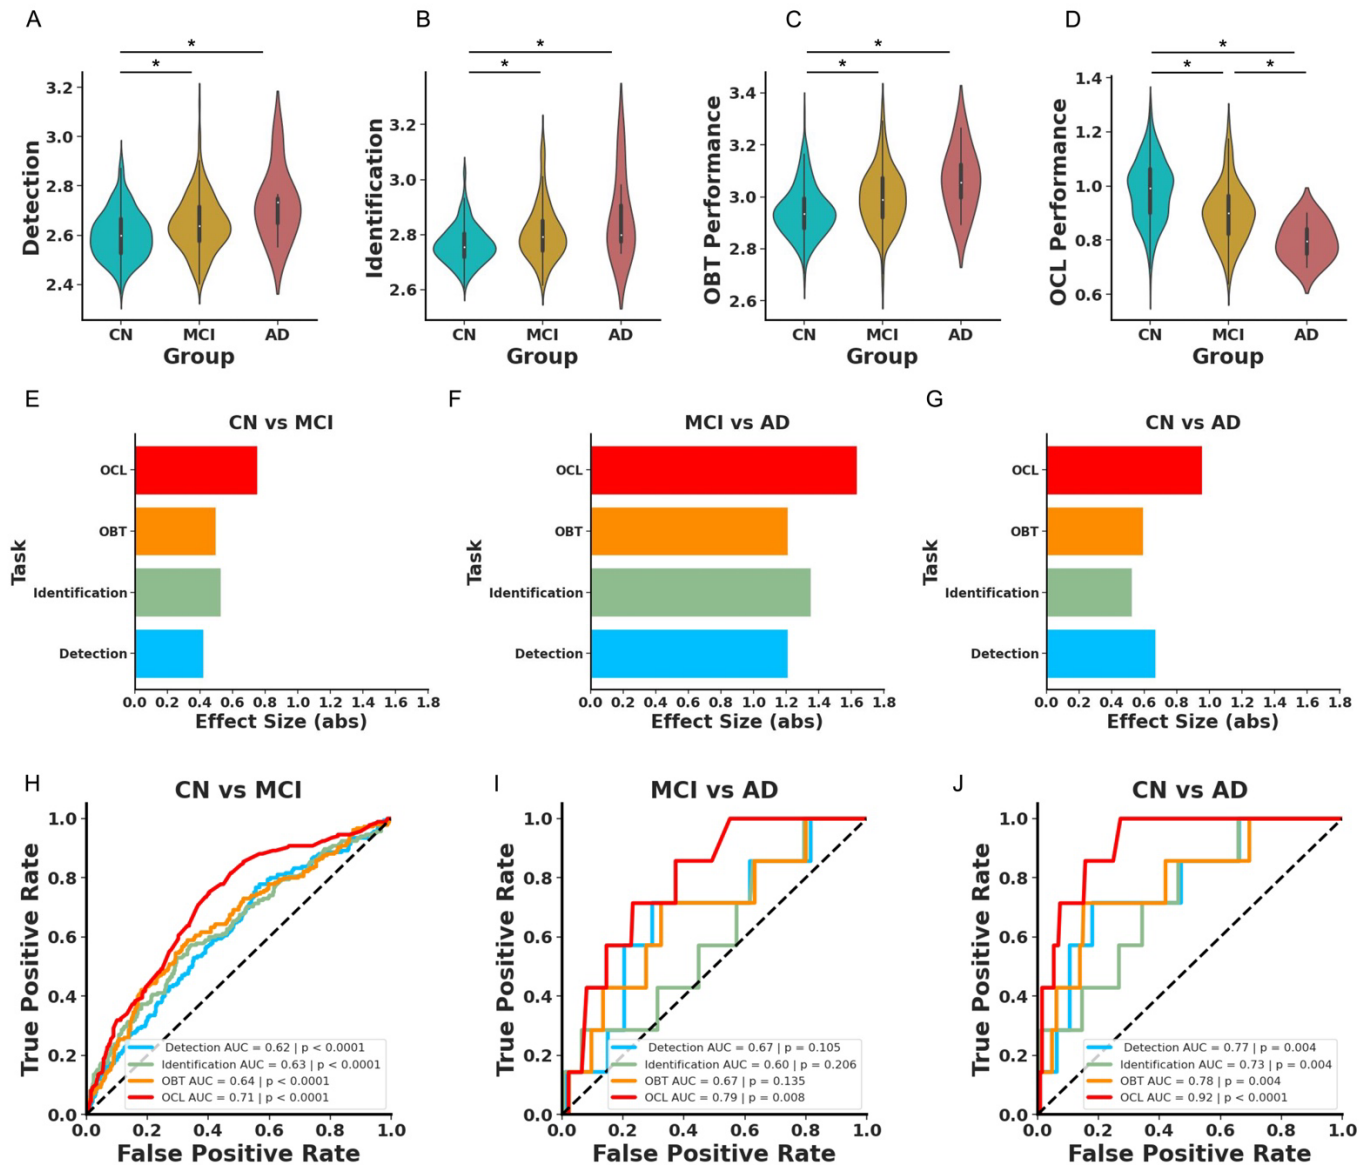 A
B
C
D
*
*
*
*
*
*
*
*
*
Detection
3.2
3.0
2.8
2.6
2.4
CN
MCI
AD
Group
Identification
3.2
3.0
2.8
2.6
CN
MCI
AD
Group
OBT Performance
3.4
3.2
3.0
2.8
2.6
CN
MCI
AD
Group
OCL Performance
1.4
1.2
1.0
0.8
0.6
CN
MCI
AD
Group
E
CN vs MCI
Task
OCL
OBT
Identification
Detection
0.0 0.2 0.4 0.6 0.8 1.0 1.2 1.4 1.6 1.8
Effect Size (abs)
F
MCI vs AD
Task
OCL
OBT
Identification
Detection
0.0 0.2 0.4 0.6 0.8 1.0 1.2 1.4 1.6 1.8
Effect Size (abs)
G
CN vs AD
Task
OCL
OBT
Identification
Detection
0.0 0.2 0.4 0.6 0.8 1.0 1.2 1.4 1.6 1.8
Effect Size (abs)
H
CN vs MCI
True Positive Rate
1.0
0.8
0.6
0.4
0.2
0.0
Detection AUC = 0.62 | p < 0.0001
Identification AUC = 0.63 | p < 0.0001
OBT AUC = 0.64 | p < 0.0001
OCL AUC = 0.71 | p < 0.0001
0.0 0.2 0.4 0.6 0.8 1.0
False Positive Rate
I
MCI vs AD
True Positive Rate
1.0
0.8
0.6
0.4
0.2
0.0
Detection AUC = 0.67 | p = 0.105
Identification AUC = 0.60 | p = 0.206
OBT AUC = 0.67 | p = 0.135
OCL AUC = 0.79 | p = 0.008
0.0 0.2 0.4 0.6 0.8 1.0
False Positive Rate
J
CN vs AD
True Positive Rate
1.0
0.8
0.6
0.4
0.2
0.0
Detection AUC = 0.77 | p = 0.004
Identification AUC = 0.73 | p = 0.004
OBT AUC = 0.78 | p = 0.004
OCL AUC = 0.92 | p < 0.0001
0.0 0.2 0.4 0.6 0.8 1.0
False Positive Rate